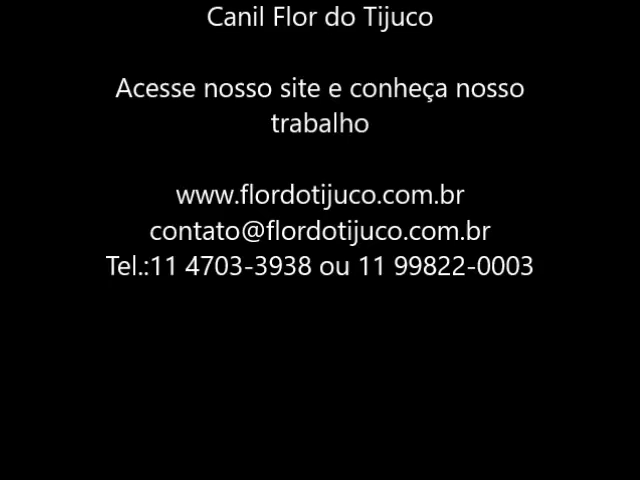 Canil Flor do Tijuco
Acesse nosso site e conheça nosso
trabalho
www.flordotijuco.com.br
contato@flordotijuco.com.br
Tel.:11 4703-3938 ou 11 99822-0003